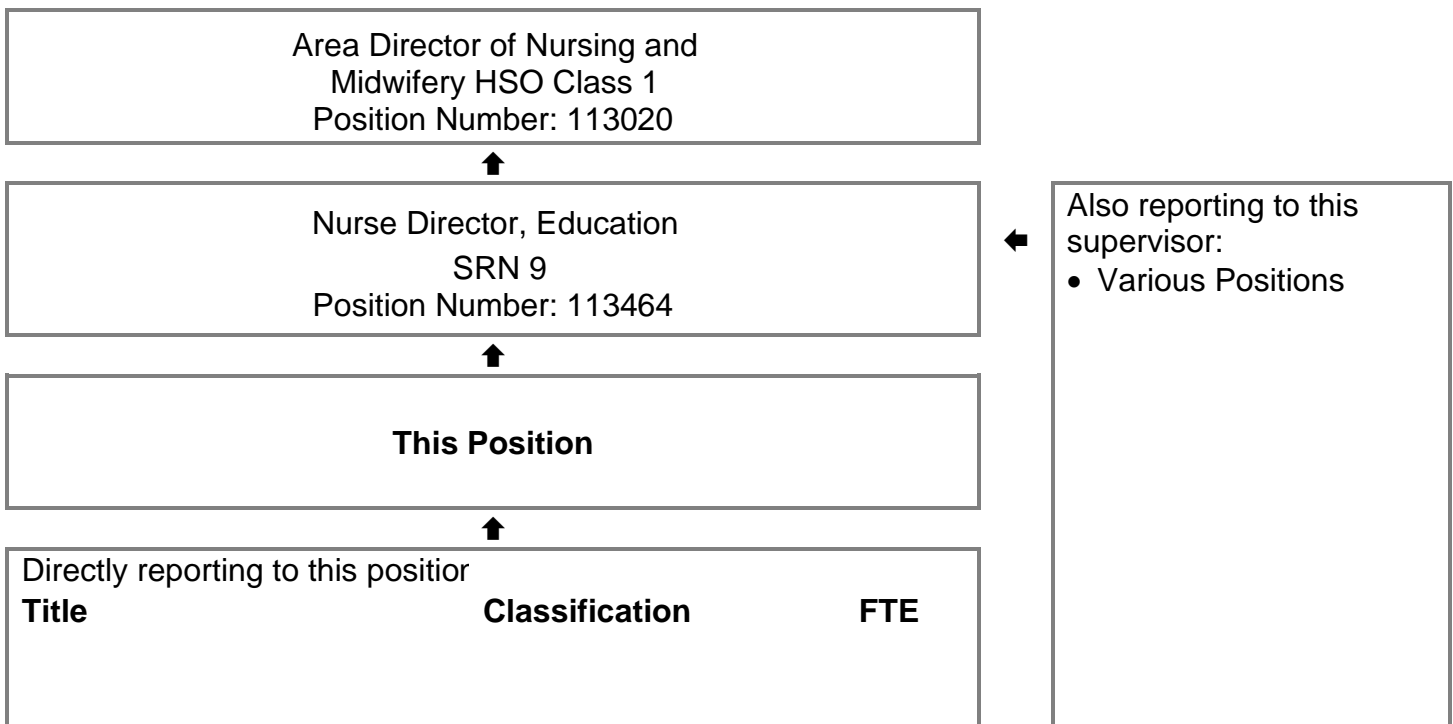 Area Director of Nursing and
Midwifery HSO Class 1
Position Number: 113020
Nurse Director, Education
SRN 9
Position Number: 113464
Also reporting to this
supervisor:
• Various Positions
This Position
Directly reporting to this position
Title Classification FTE